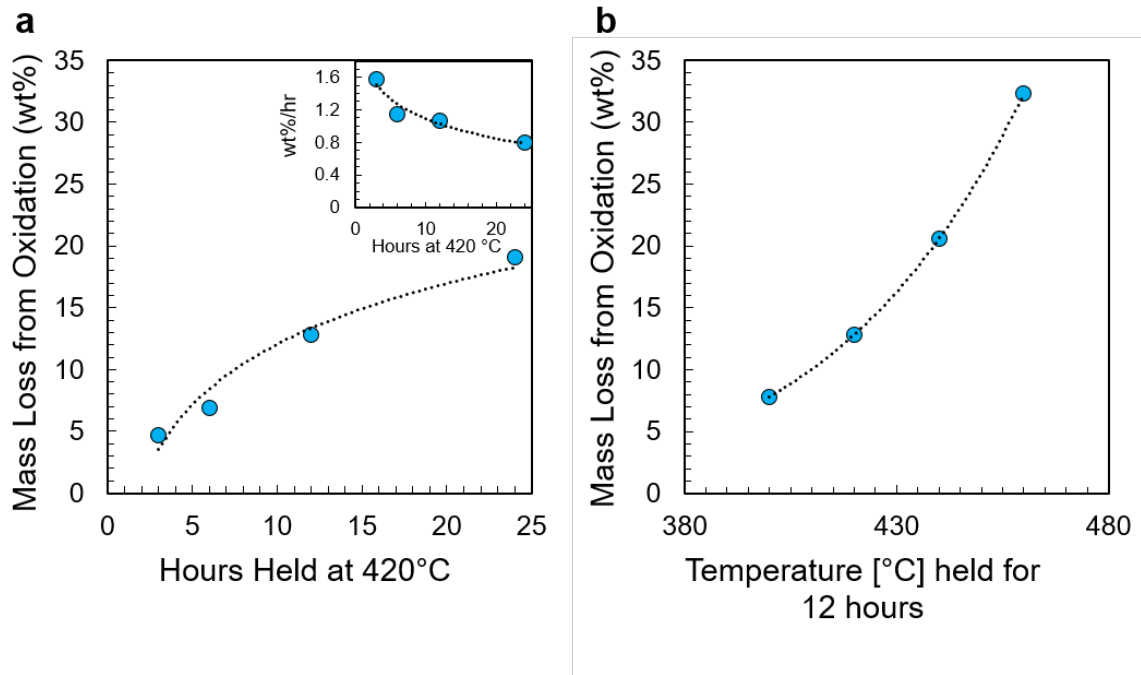 a
Mass Loss from Oxidation (wt%)
35
30
25
20
15
10
5
0
0 5 10 15 20 25
Hours Held at 420°C
wt%/hr
1.6
1.2
0.8
0.4
0
0 10 20
Hours at 420 °C
b
Mass Loss from Oxidation (wt%)
35
30
25
20
15
10
5
0
380 430 480
Temperature [°C] held for
12 hours